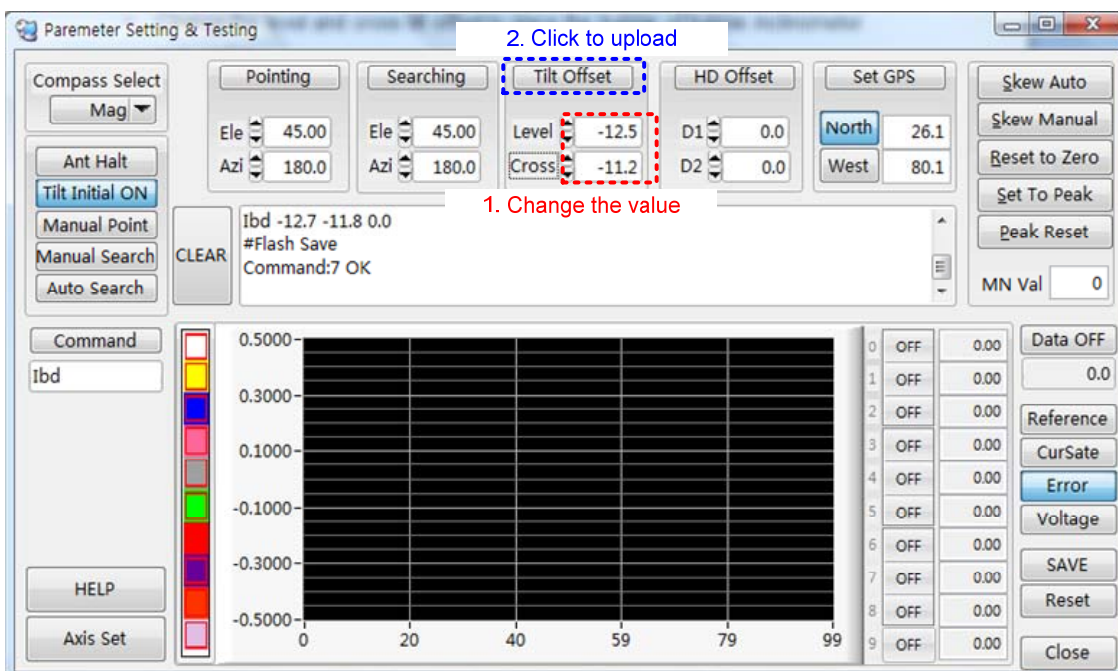 Paremeter Setting & Testing
2. Click to upload
Compass Select
Mag
Pointing
Ele 45.00
Azi 180.0
Searching
Ele 45.00
Azi 180.0
Tilt Offset
Level -12.5
Cross -11.2
HD Offset
D1 0.0
D2 0.0
Set GPS
North 26.1
West 80.1
Skew Auto
Skew Manual
Reset to Zero
Set To Peak
Peak Reset
MN Val 0
Ant Halt
Tilt Initial ON
Manual Point
Manual Search
Auto Search
1. Change the value
CLEAR
Ibd -12.7 -11.8 0.0
#Flash Save
Command:7 OK
Command
Ibd
HELP
Axis Set
0.5000
0.3000
0.1000
-0.1000
-0.3000
-0.5000
0 20 40 59 79 99
0 OFF 0.00
1 OFF 0.00
2 OFF 0.00
3 OFF 0.00
4 OFF 0.00
5 OFF 0.00
6 OFF 0.00
7 OFF 0.00
8 OFF 0.00
9 OFF 0.00
Data OFF
0.0
Reference
CurSate
Error
Voltage
SAVE
Reset
Close